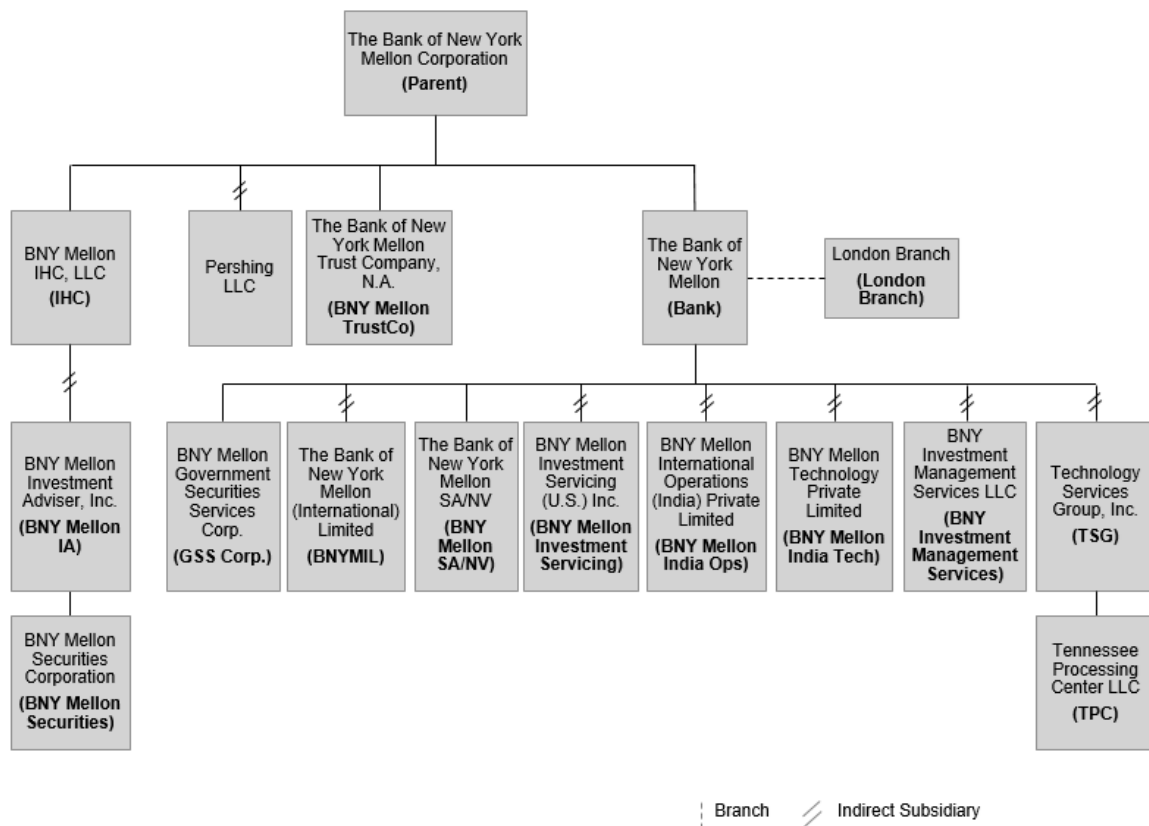 The Bank of New York
Mellon Corporation
(Parent)
BNY Mellon
IHC, LLC
(IHC)
Pershing
LLC
The Bank of New
York Mellon
Trust Company,
N.A.
(BNY Mellon
TrustCo)
The Bank of
New York
Mellon
(Bank)
London Branch
(London
Branch)
BNY Mellon
Investment
Adviser, Inc.
(BNY Mellon
IA)
BNY Mellon
Government
Securities
Services
Corp.
(GSS Corp.)
The Bank of
New York
Mellon
(International)
Limited
(BNYMIL)
The Bank of
New York
Mellon
SA/NV
(BNY
Mellon
SA/NV)
BNY Mellon
Investment
Servicing
(U.S.) Inc.
(BNY Mellon
Investment
Servicing)
BNY Mellon
International
Operations
(India) Private
Limited
(BNY Mellon
India Ops)
BNY Mellon
Technology
Private
Limited
(BNY Mellon
India Tech)
BNY
Investment
Management
Services LLC
(BNY
Investment
Management
Services)
Technology
Services
Group, Inc.
(TSG)
BNY Mellon
Securities
Corporation
(BNY Mellon
Securities)
Tennessee
Processing
Center LLC
(TPC)
Branch
Indirect Subsidiary